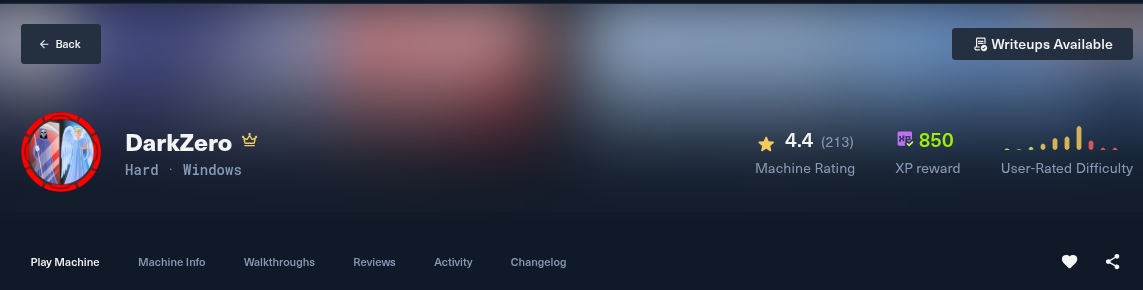 Back
Writeups Available
DarkZero
Hard · Windows
4.4 (213)
Machine Rating
XP 850
XP reward
User-Rated Difficulty
Play Machine Machine Info Walkthroughs Reviews Activity Changelog